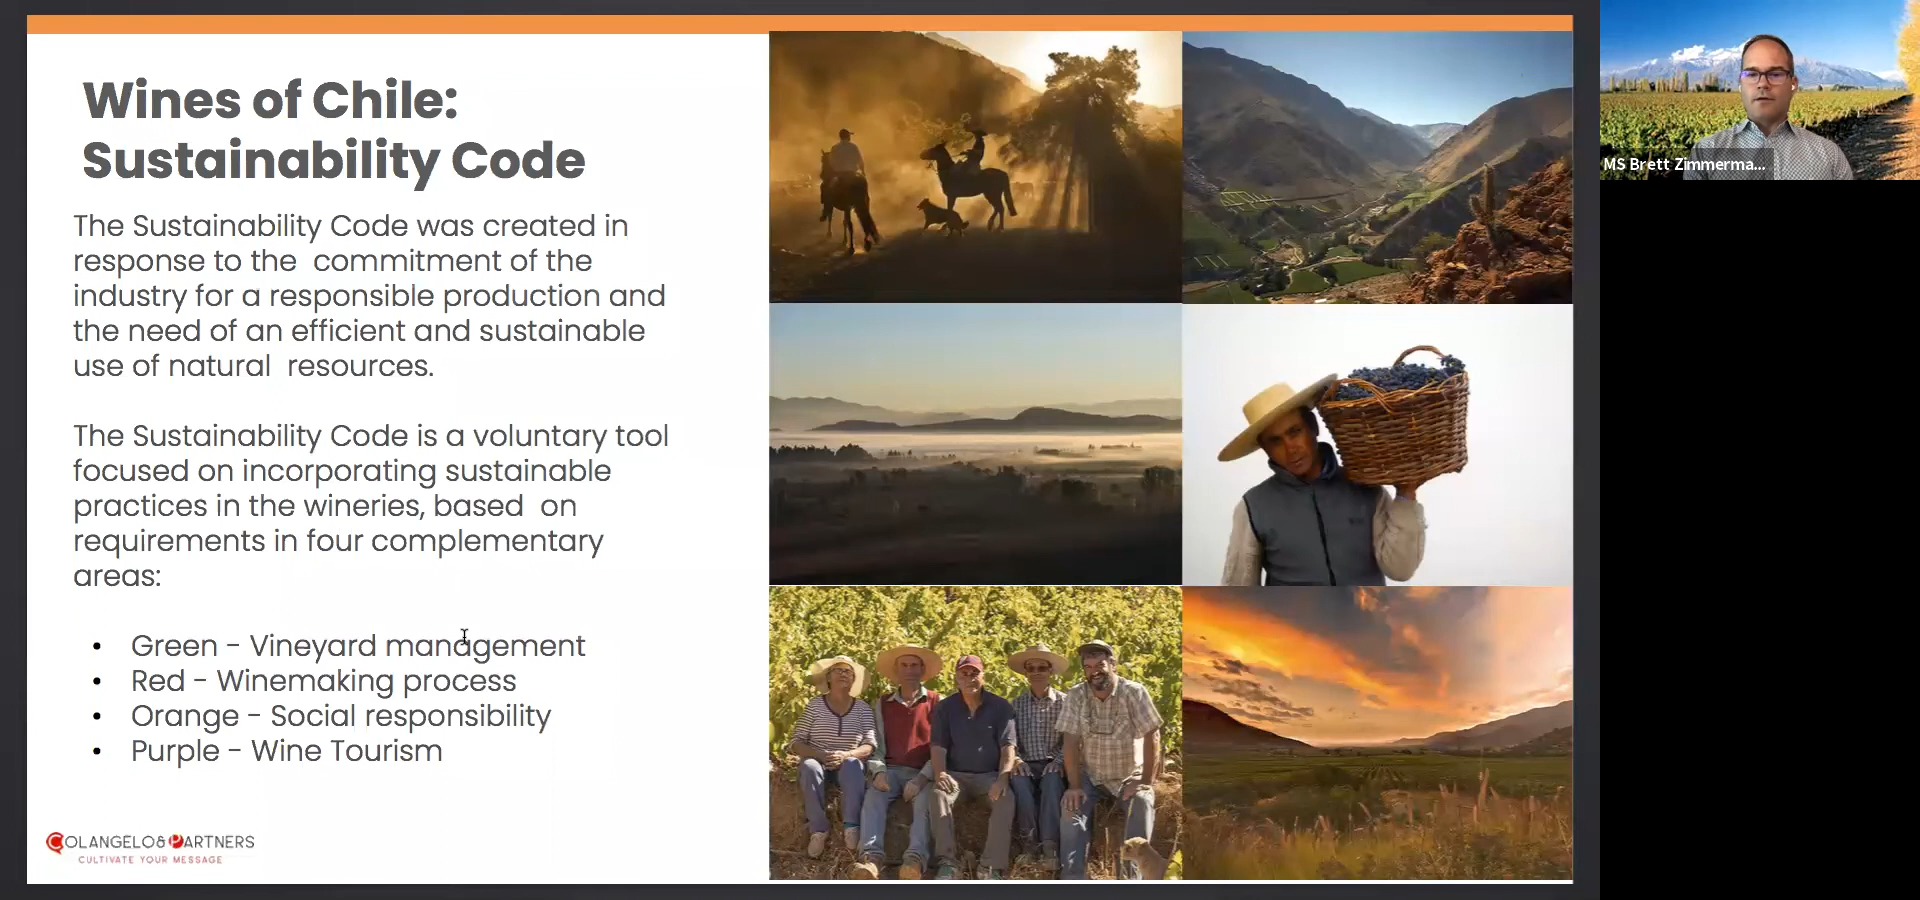 Wines of Chile:
Sustainability Code
The Sustainability Code was created in
response to the commitment of the
industry for a responsible production and
the need of an efficient and sustainable
use of natural resources.
The Sustainability Code is a voluntary tool
focused on incorporating sustainable
practices in the wineries, based on
requirements in four complementary
areas:
• Green - Vineyard management
• Red - Winemaking process
• Orange - Social responsibility
• Purple - Wine Tourism
COLANGELO & PARTNERS
CULTIVATE YOUR MESSAGE
MS Brett Zimmerma...